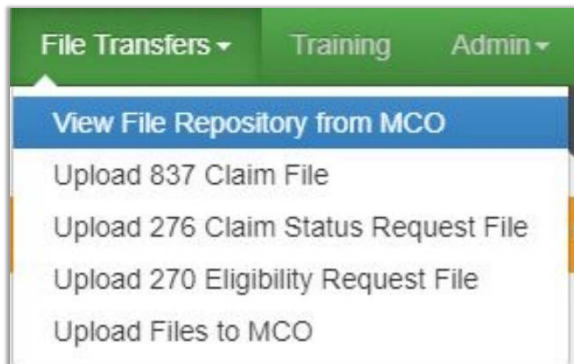 File Transfers Training Admin
View File Repository from MCO
Upload 837 Claim File
Upload 276 Claim Status Request File
Upload 270 Eligibility Request File
Upload Files to MCO